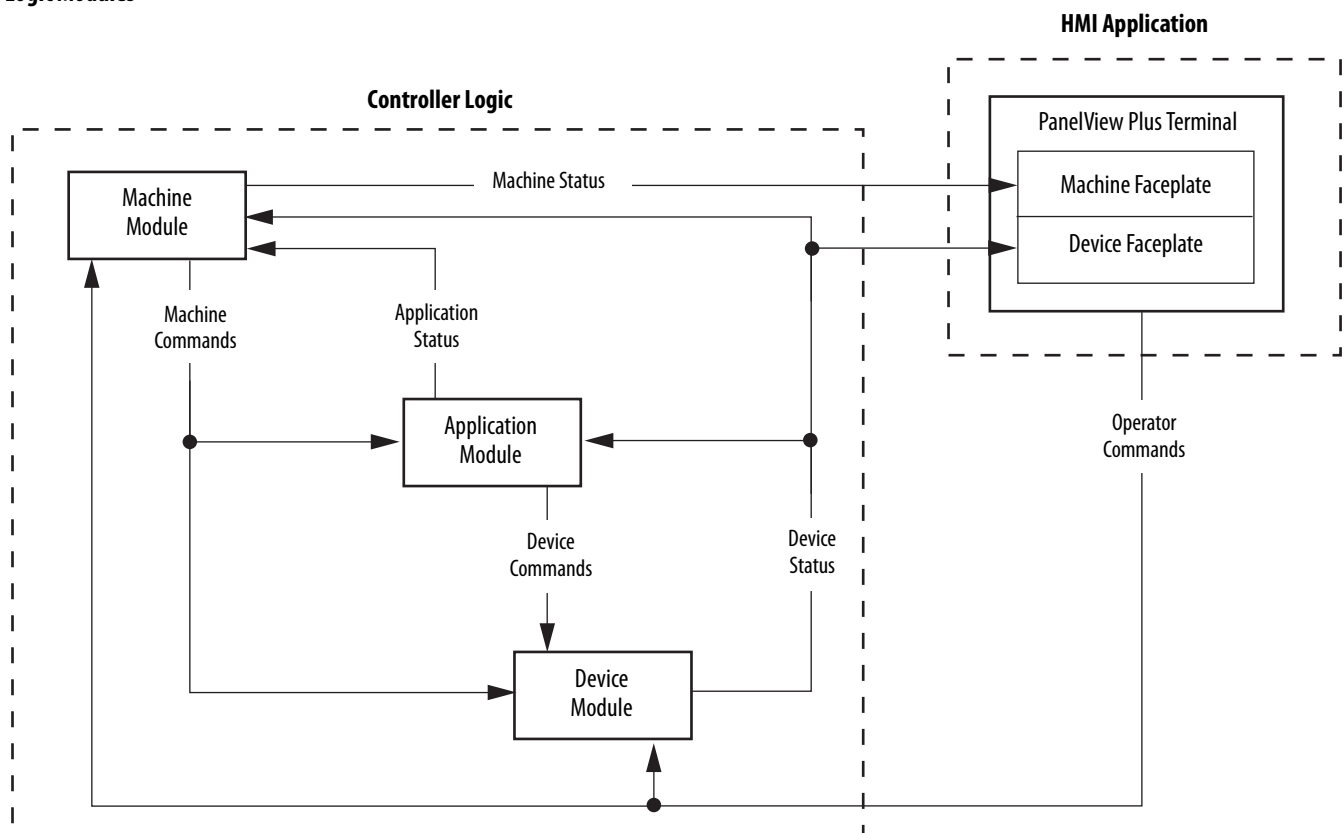 HMI Application
Controller Logic
PanelView Plus Terminal
Machine Faceplate
Device Faceplate
Machine
Module
Machine Status
Machine
Commands
Application
Status
Application
Module
Operator
Commands
Device
Commands
Device
Status
Device
Module